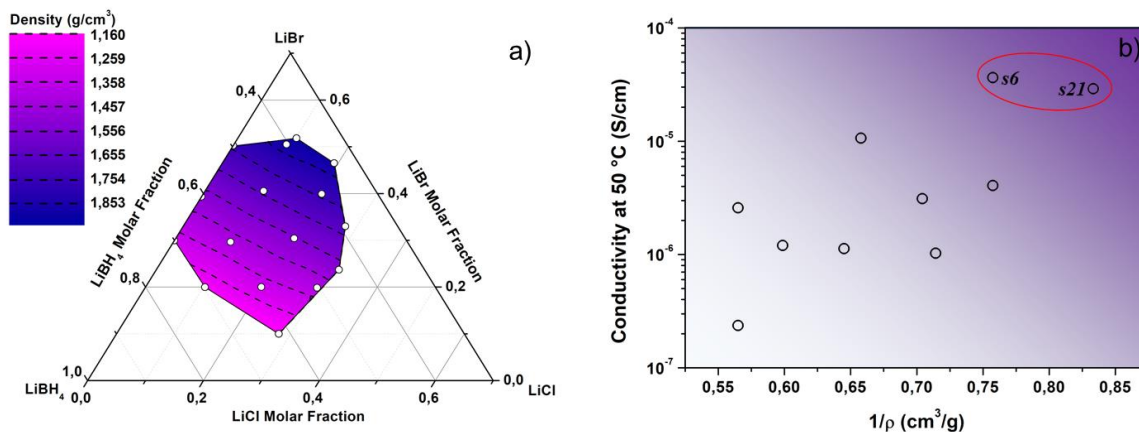 Density (g/cm³)
1,160
1,259
1,358
1,457
1,556
1,655
1,754
1,853
a)
LiBr
0,4
0,6
0,6
0,4
0,8
0,2
1,0
0,0
LiBH₄ Molar Fraction
LiBr Molar Fraction
LiBH₄
LiCl
0,0
0,2
0,4
0,6
LiCl Molar Fraction
b)
10⁻⁴
10⁻⁵
10⁻⁶
10⁻⁷
Conductivity at 50 °C (S/cm)
s6
s21
0,55
0,60
0,65
0,70
0,75
0,80
0,85
1/ρ (cm³/g)